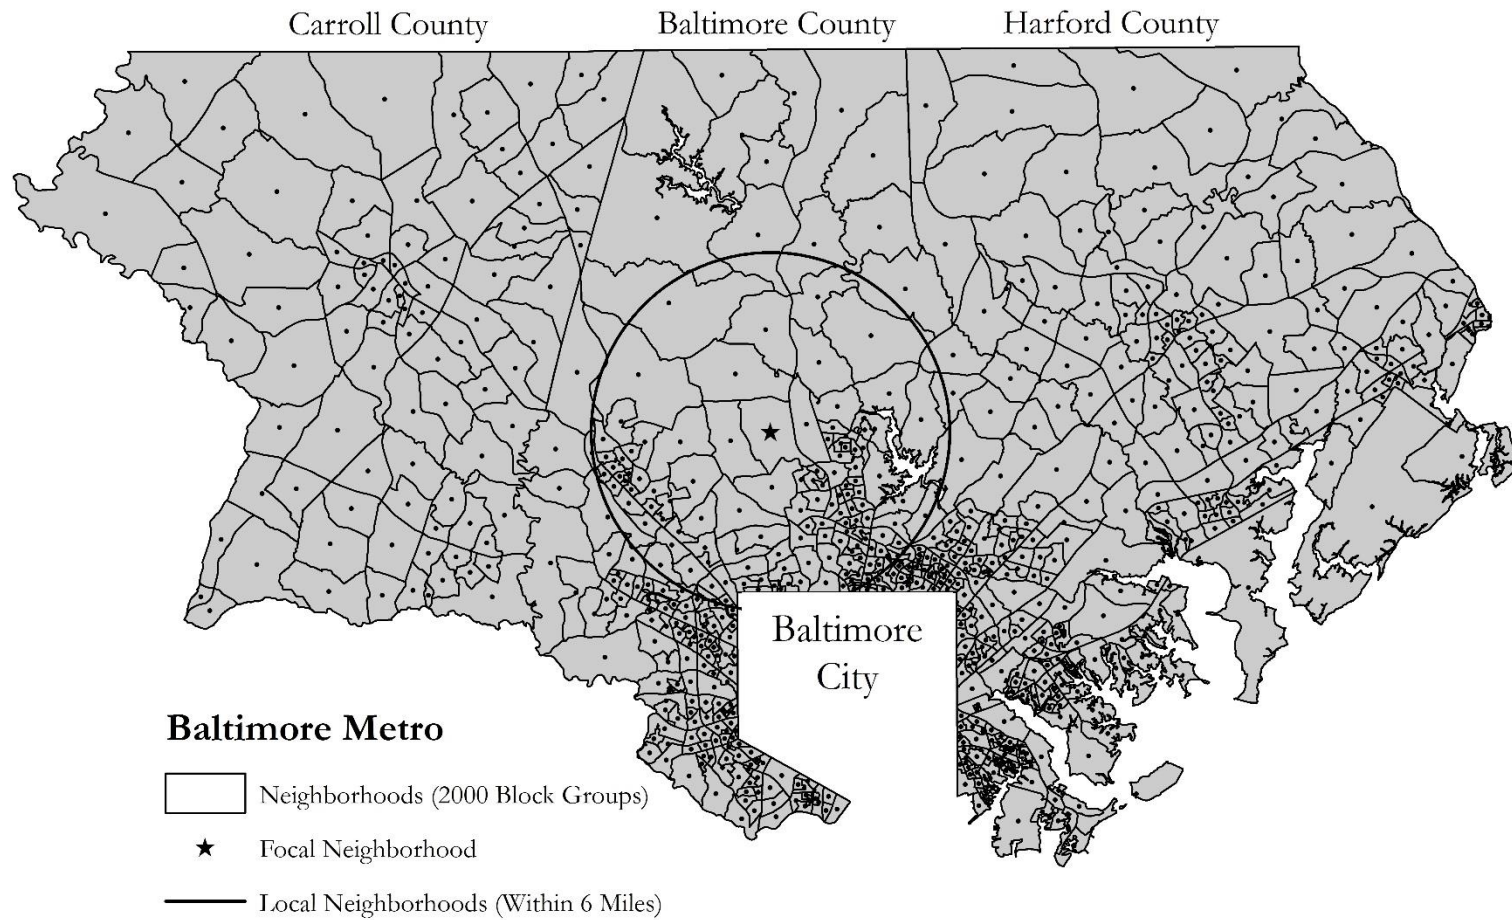 Carroll County
Baltimore County
Harford County
Baltimore
City
Baltimore Metro
Neighborhoods (2000 Block Groups)
Focal Neighborhood
Local Neighborhoods (Within 6 Miles)